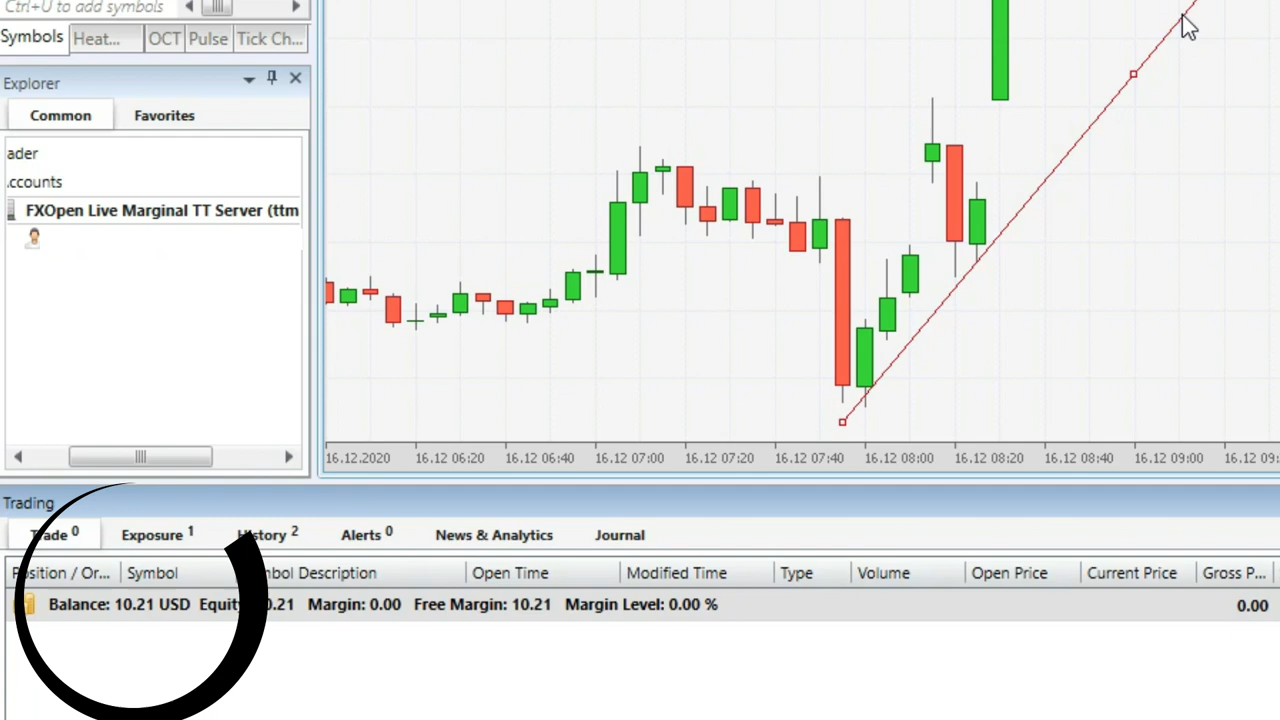 Ctrl+U to add symbols
Symbols Heat... OCT Pulse Tick Ch...
Explorer
Common Favorites
ader
ccounts
FXOpen Live Marginal TT Server (ttm
16.12.2020 16.12 06:20 16.12 06:40 16.12 07:00 16.12 07:20 16.12 07:40 16.12 08:00 16.12 08:20 16.12 08:40 16.12 09:00 16.12 09:
Trading
Trade 0 Exposure 1 History 2 Alerts 0 News & Analytics Journal
Position / Or... Symbol Symbol Description Open Time Modified Time Type Volume Open Price Current Price Gross P...
Balance: 10.21 USD Equity 10.21 Margin: 0.00 Free Margin: 10.21 Margin Level: 0.00 % 0.00